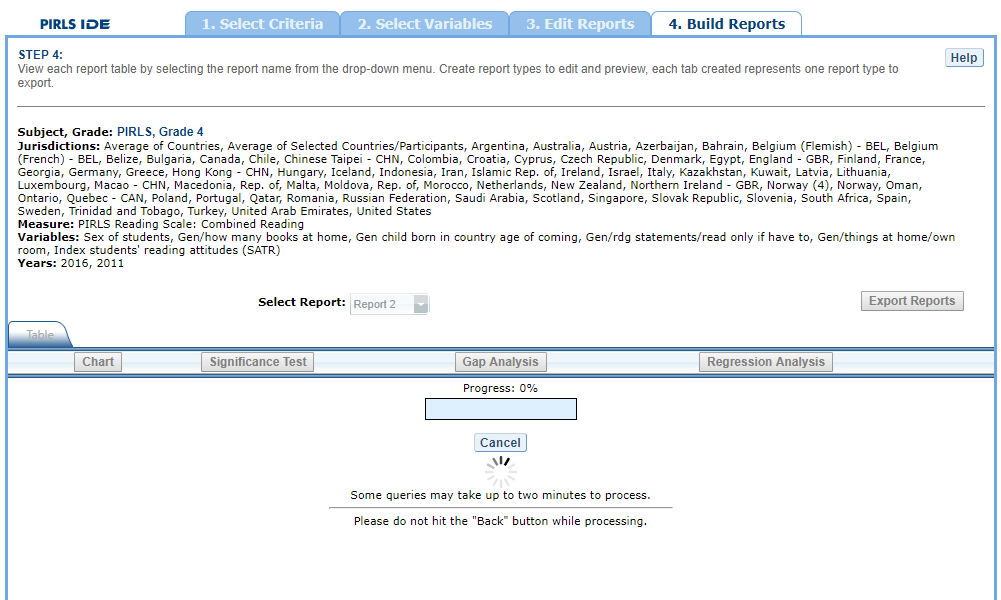 PIRLS IDE
1. Select Criteria
2. Select Variables
3. Edit Reports
4. Build Reports
STEP 4:
Help
View each report table by selecting the report name from the drop-down menu. Create report types to edit and preview, each tab created represents one report type to
export.
Subject, Grade: PIRLS, Grade 4
Jurisdictions: Average of Countries, Average of Selected Countries/Participants, Argentina, Australia, Austria, Azerbaijan, Bahrain, Belgium (Flemish) - BEL, Belgium
(French) - BEL, Belize, Bulgaria, Canada, Chile, Chinese Taipei - CHN, Colombia, Croatia, Cyprus, Czech Republic, Denmark, Egypt, England - GBR, Finland, France,
Georgia, Germany, Greece, Hong Kong - CHN, Hungary, Iceland, Indonesia, Iran, Islamic Rep. of, Ireland, Israel, Italy, Kazakhstan, Kuwait, Latvia, Lithuania,
Luxembourg, Macao - CHN, Macedonia, Rep. of, Malta, Moldova, Rep. of, Morocco, Netherlands, New Zealand, Northern Ireland - GBR, Norway (4), Norway, Oman,
Ontario, Quebec - CAN, Poland, Portugal, Qatar, Romania, Russian Federation, Saudi Arabia, Scotland, Singapore, Slovak Republic, Slovenia, South Africa, Spain,
Sweden, Trinidad and Tobago, Turkey, United Arab Emirates, United States
Measure: PIRLS Reading Scale: Combined Reading
Variables: Sex of students, Gen/how many books at home, Gen child born in country age of coming, Gen/rdg statements/read only if have to, Gen/things at home/own
room, Index students' reading attitudes (SATR)
Years: 2016, 2011
Select Report: Report 2
Export Reports
Table
Chart
Significance Test
Gap Analysis
Regression Analysis
Progress: 0%
Cancel
Some queries may take up to two minutes to process.
Please do not hit the "Back" button while processing.